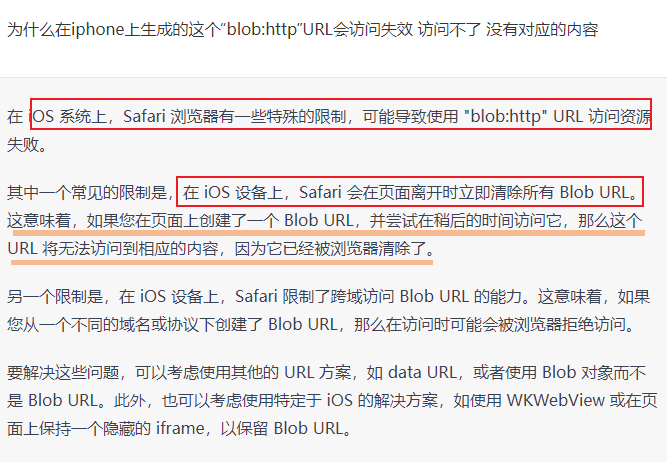 为什么在iphone上生成的这个“blob:http”URL会访问失效 访问不了 没有对应的内容
在 iOS 系统上，Safari 浏览器有一些特殊的限制，可能导致使用 "blob:http" URL 访问资源
失败。
其中一个常见的限制是，在 iOS 设备上，Safari 会在页面离开时立即清除所有 Blob URL。
这意味着，如果您在页面上创建了一个 Blob URL，并尝试在稍后的时间访问它，那么这个
URL 将无法访问到相应的内容，因为它已经被浏览器清除了。
另一个限制是，在 iOS 设备上，Safari 限制了跨域访问 Blob URL 的能力。这意味着，如果
您从一个不同的域名或协议下创建了 Blob URL，那么在访问时可能会被浏览器拒绝访问。
要解决这些问题，可以考虑使用其他的 URL 方案，如 data URL，或者使用 Blob 对象而不
是 Blob URL。此外，也可以考虑使用特定于 iOS 的解决方案，如使用 WKWebView 或在页
面上保持一个隐藏的 iframe，以保留 Blob URL。